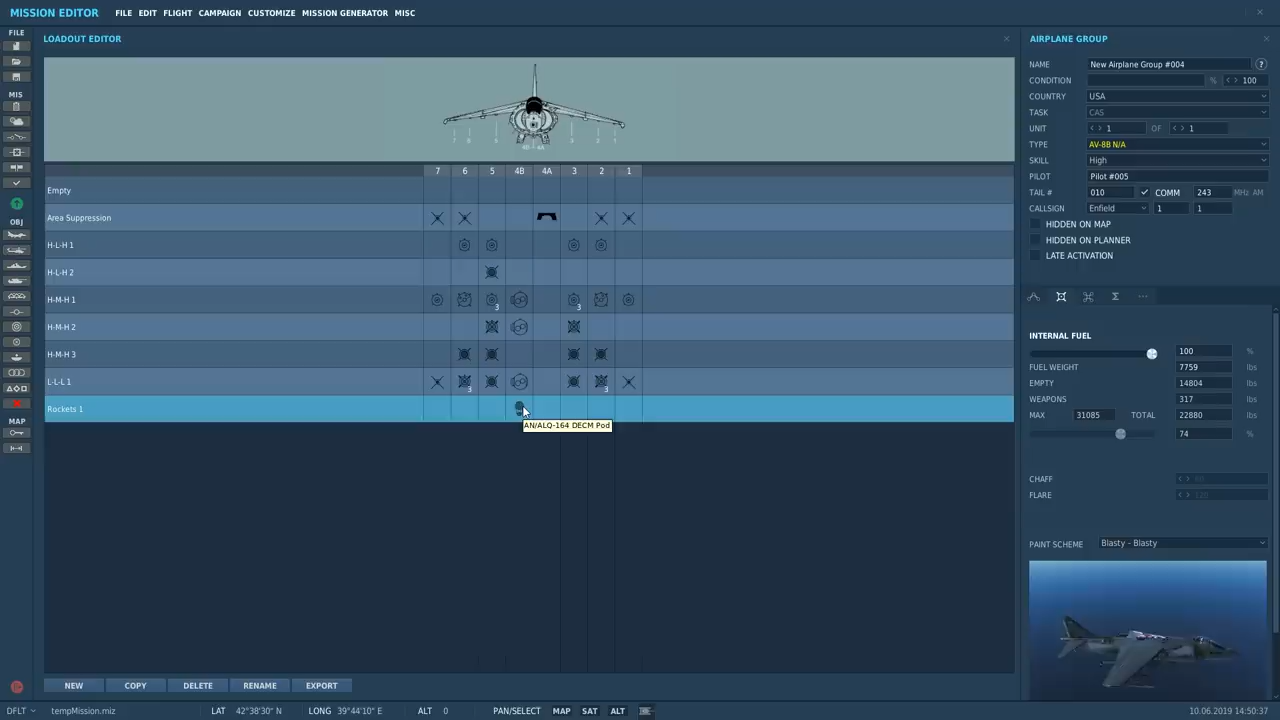 MISSION EDITOR FILE EDIT FLIGHT CAMPAIGN CUSTOMIZE MISSION GENERATOR MISC
FILE
MIS
OBJ
MAP
LOADOUT EDITOR
7 6 5 4B 4A 3 2 1
Empty
Area Suppression
H-L-H 1
H-L-H 2
H-M-H 1
3 3
H-M-H 2
H-M-H 3
L-L-L 1
3 3
Rockets 1
AN/ALQ-164 DECM Pod
NEW COPY DELETE RENAME EXPORT
AIRPLANE GROUP
NAME New Airplane Group #004 ?
CONDITION % < > 100
COUNTRY USA
TASK CAS
UNIT < > 1 OF < > 1
TYPE AV-8B N/A
SKILL High
PILOT Pilot #005
TAIL # 010 COMM 243 MHz AM
CALLSIGN Enfield 1 1
HIDDEN ON MAP
HIDDEN ON PLANNER
LATE ACTIVATION
INTERNAL FUEL
100 %
FUEL WEIGHT 7759 lbs
EMPTY 14804 lbs
WEAPONS 317 lbs
MAX 31085 TOTAL 22880 lbs
74 %
CHAFF
FLARE
PAINT SCHEME Blasty - Blasty
DFLT tempMission.miz LAT 42°38'30" N LONG 39°44'10" E ALT 0 PAN/SELECT MAP SAT ALT 10.06.2019 14:50:37